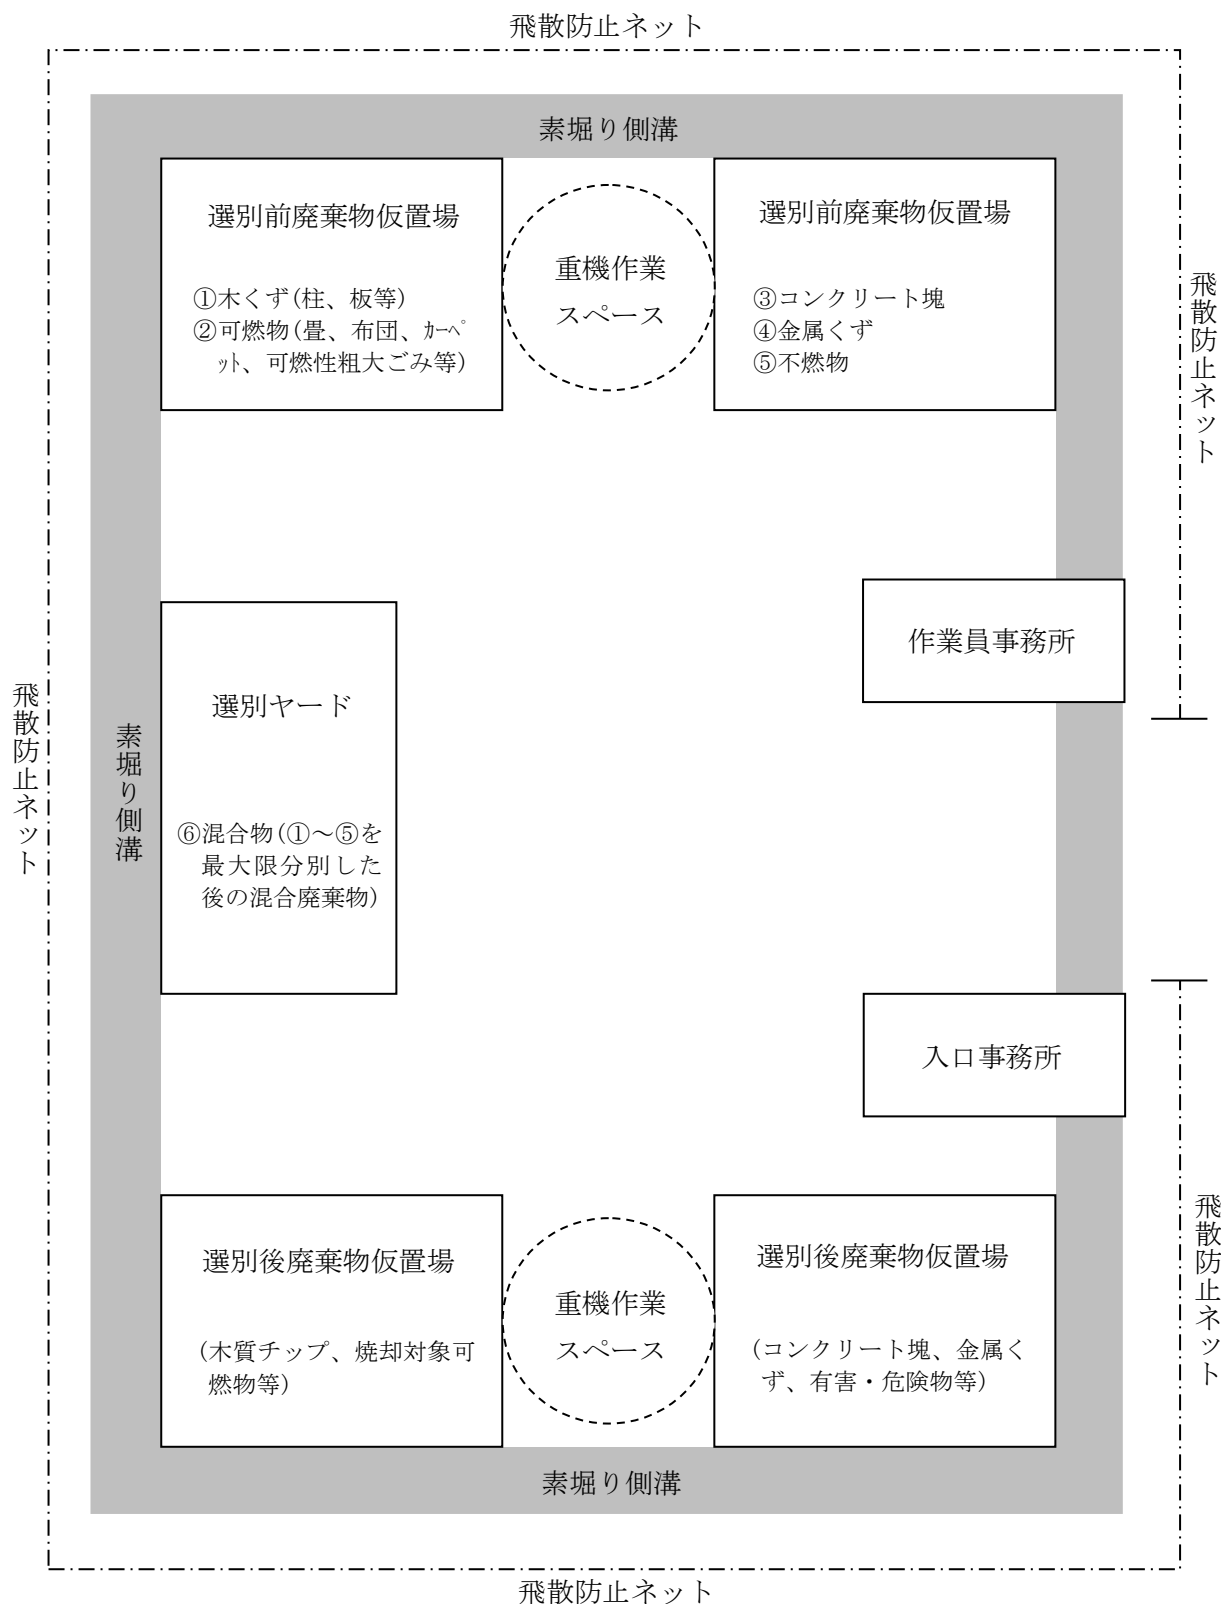 飛散防止ネット
素堀り側溝
選別前廃棄物仮置場
①木くず(柱、板等)
②可燃物(畳、布団、ｶｰﾍﾟ
ｯﾄ、可燃性粗大ごみ等)
重機作業
スペース
選別前廃棄物仮置場
③コンクリート塊
④金属くず
⑤不燃物
飛散防止ネット
作業員事務所
飛散防止ネット
素堀り側溝
選別ヤード
⑥混合物(①～⑤を
最大限分別した
後の混合廃棄物)
入口事務所
選別後廃棄物仮置場
(木質チップ、焼却対象可
燃物等)
重機作業
スペース
選別後廃棄物仮置場
(コンクリート塊、金属く
ず、有害・危険物等)
飛散防止ネット
素堀り側溝
飛散防止ネット